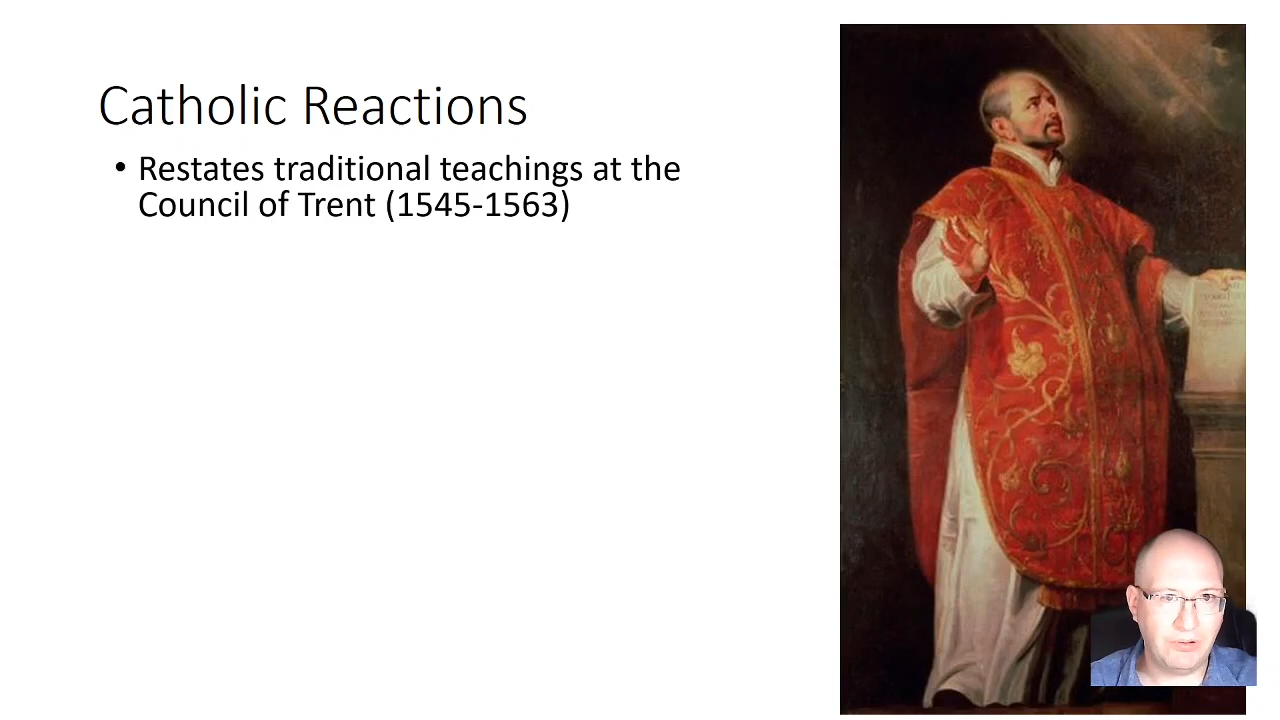 Catholic Reactions
• Restates traditional teachings at the
Council of Trent (1545-1563)